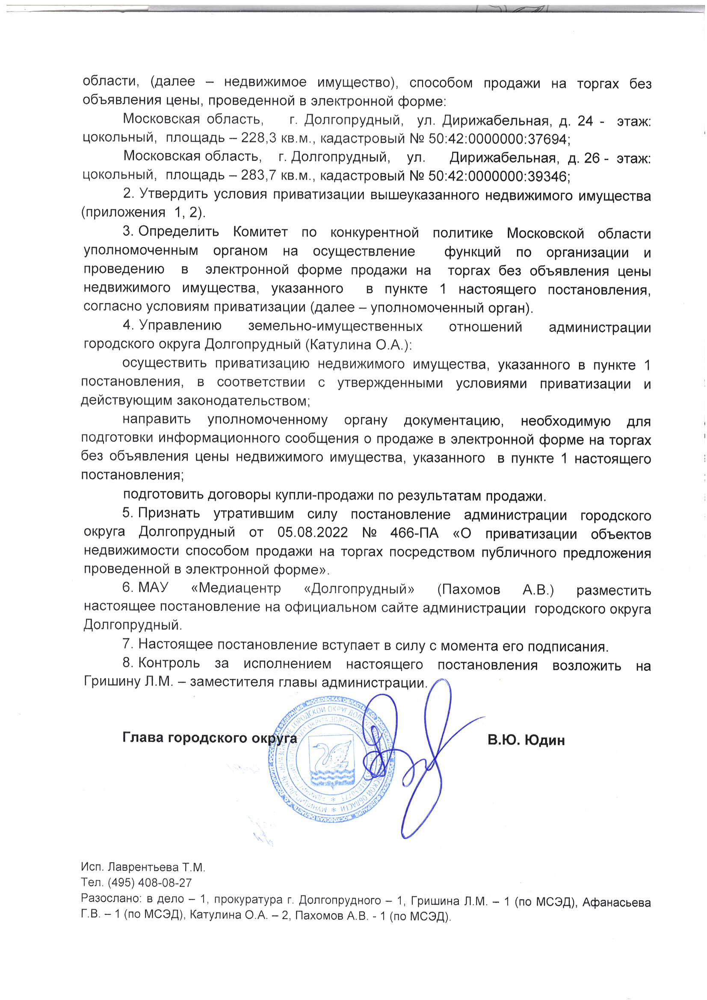 области, (далее – недвижимое имущество), способом продажи на торгах без
объявления цены, проведенной в электронной форме:
Московская область, г. Долгопрудный, ул. Дирижабельная, д. 24 - этаж:
цокольный, площадь – 228,3 кв.м., кадастровый № 50:42:0000000:37694;
Московская область, г. Долгопрудный, ул. Дирижабельная, д. 26 - этаж:
цокольный, площадь – 283,7 кв.м., кадастровый № 50:42:0000000:39346;
2. Утвердить условия приватизации вышеуказанного недвижимого имущества
(приложения 1, 2).
3. Определить Комитет по конкурентной политике Московской области
уполномоченным органом на осуществление функций по организации и
проведению в электронной форме продажи на торгах без объявления цены
недвижимого имущества, указанного в пункте 1 настоящего постановления,
согласно условиям приватизации (далее – уполномоченный орган).
4. Управлению земельно-имущественных отношений администрации
городского округа Долгопрудный (Катулина О.А.):
осуществить приватизацию недвижимого имущества, указанного в пункте 1
постановления, в соответствии с утвержденными условиями приватизации и
действующим законодательством;
направить уполномоченному органу документацию, необходимую для
подготовки информационного сообщения о продаже в электронной форме на торгах
без объявления цены недвижимого имущества, указанного в пункте 1 настоящего
постановления;
подготовить договоры купли-продажи по результатам продажи.
5. Признать утратившим силу постановление администрации городского
округа Долгопрудный от 05.08.2022 № 466-ПА «О приватизации объектов
недвижимости способом продажи на торгах посредством публичного предложения
проведенной в электронной форме».
6. МАУ «Медиацентр «Долгопрудный» (Пахомов А.В.) разместить
настоящее постановление на официальном сайте администрации городского округа
Долгопрудный.
7. Настоящее постановление вступает в силу с момента его подписания.
8. Контроль за исполнением настоящего постановления возложить на
Гришину Л.М. – заместителя главы администрации.
Глава городского округа В.Ю. Юдин
Исп. Лаврентьева Т.М.
Тел. (495) 408-08-27
Разослано: в дело – 1, прокуратура г. Долгопрудного – 1, Гришина Л.М. – 1 (по МСЭД), Афанасьева
Г.В. – 1 (по МСЭД), Катулина О.А. – 2, Пахомов А.В. - 1 (по МСЭД).